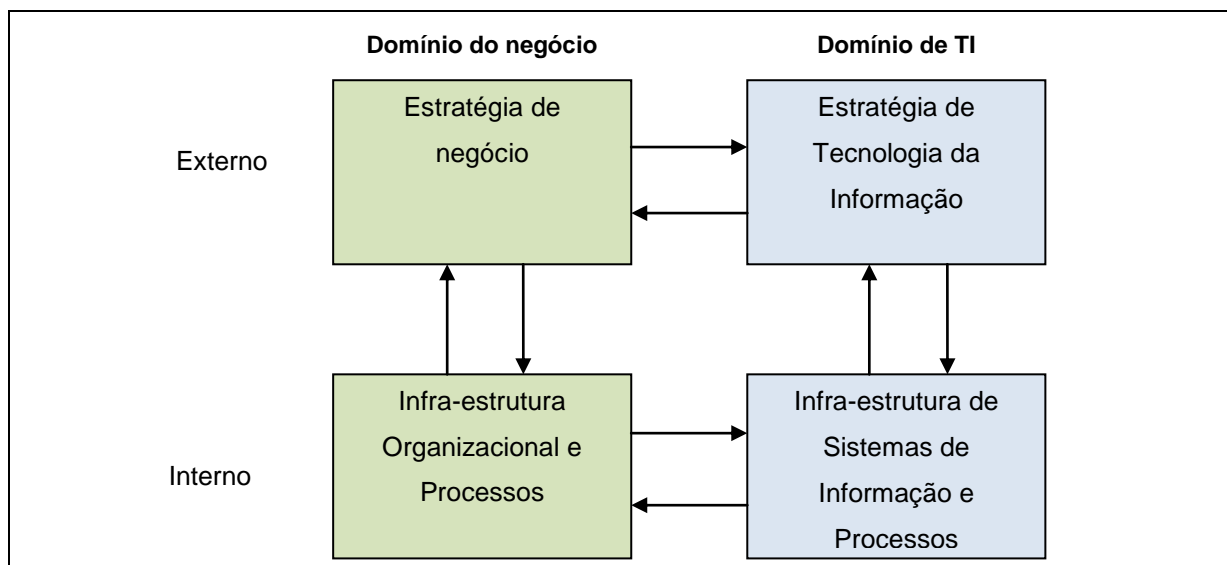 Domínio do negócio
Domínio de TI
Externo
Estratégia de
negócio
Estratégia de
Tecnologia da
Informação
Interno
Infra-estrutura
Organizacional e
Processos
Infra-estrutura de
Sistemas de
Informação e
Processos